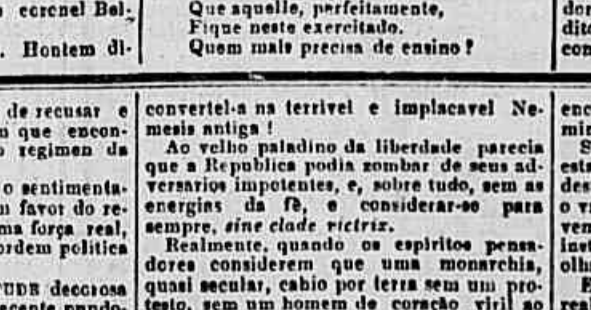 coronel Bel-
. Hontem di-
Que aquelle, perfeitamente,
Fique neste exercitado.
Quem mais precisa de ensino?
de recusar e
que encon-
regimen da
o sentimenta-
favor do re-
ma força real,
ordem politica
decorosa
convertel-a na terrivel e implacavel Ne-
mesis antiga!
Ao velho paladino da liberdade parecia
que a Republica podia zombar de seus ad-
versarios impotentes, e, sobre tudo, sem as
energias da fè, e considerar-se para
sempre, sine clade victrix.
Realmente, quando os espiritos pensa-
dores considerem que uma monarchia,
quasi secular, cabio por terra sem um pro-
testo, sem um homem de coração viril ao